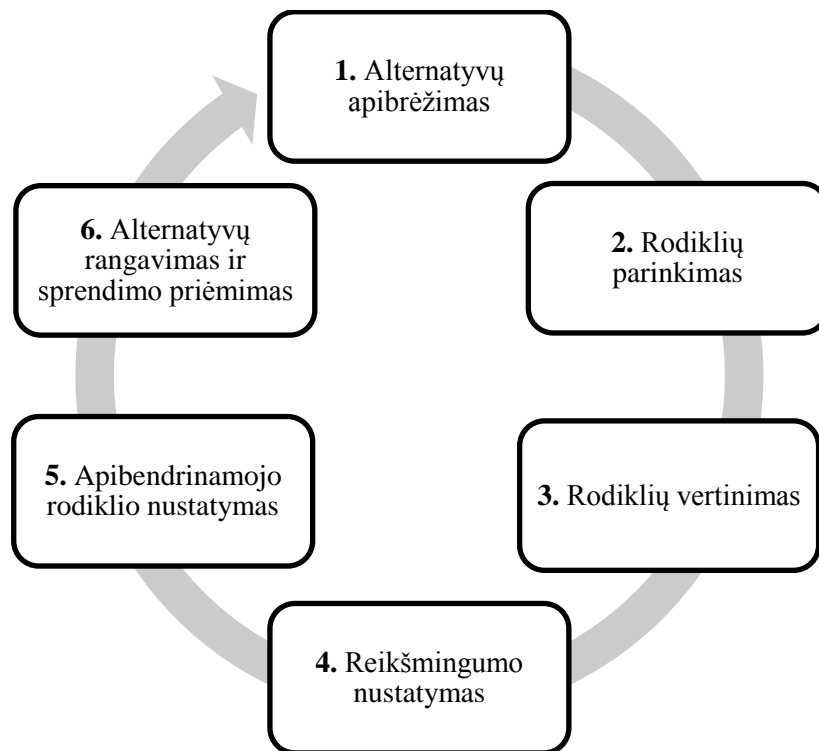 1. Alternatyvų
apibrėžimas
2. Rodiklių
parinkimas
3. Rodiklių vertinimas
4. Reikšmingumo
nustatymas
5. Apibendrinamojo
rodiklio nustatymas
6. Alternatyvų
rangavimas ir
sprendimo priėmimas